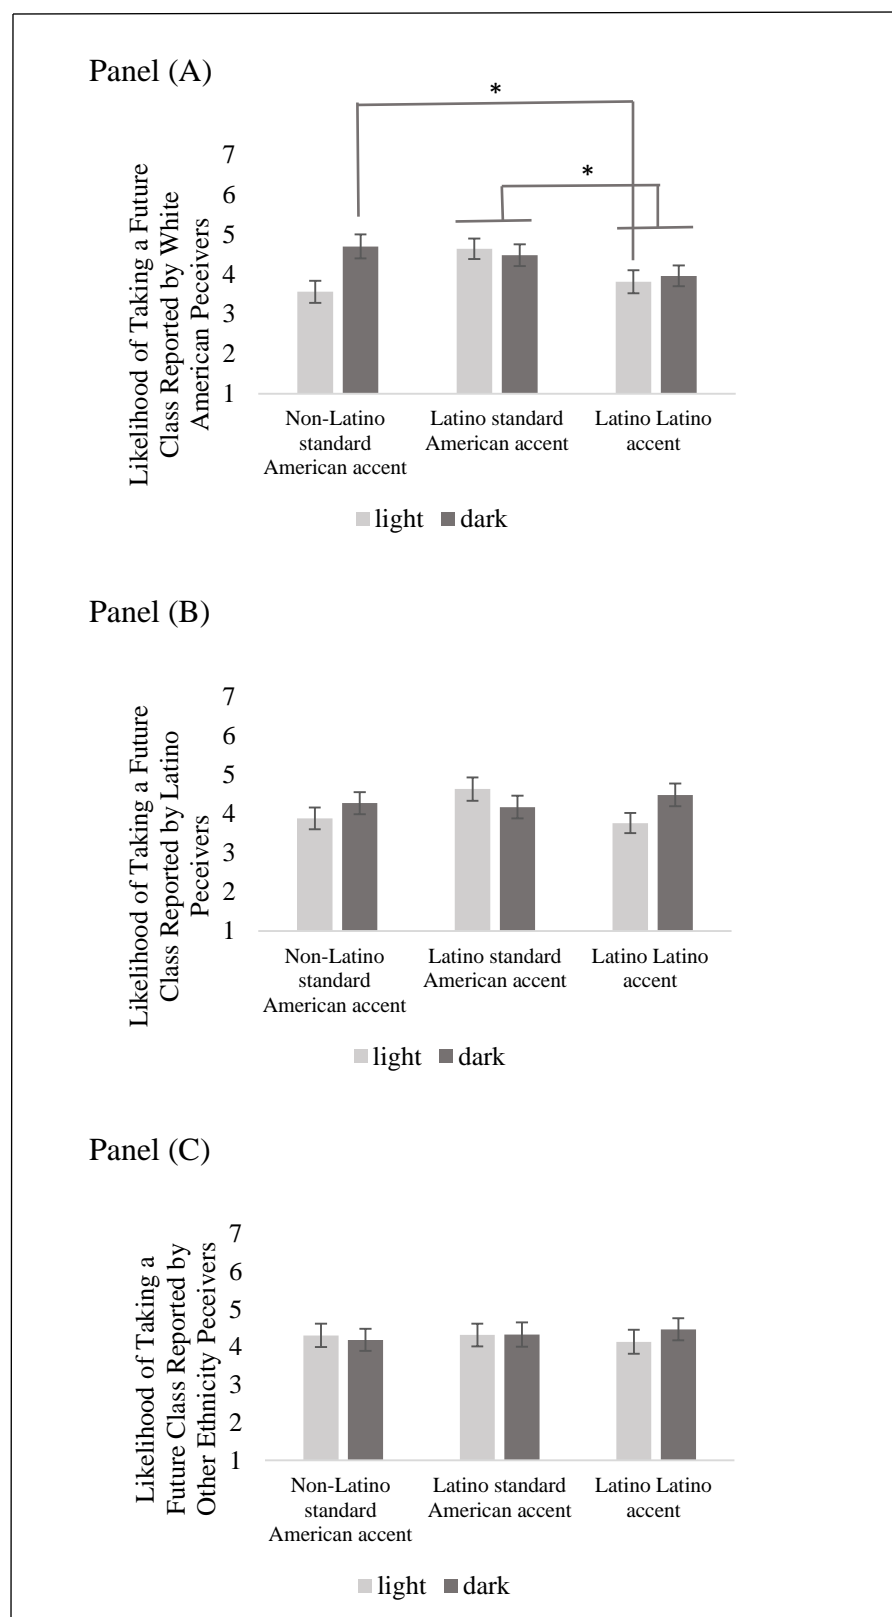 Panel (A)
*
*
Likelihood of Taking a Future
Class Reported by White
American Peceivers
7
6
5
4
3
2
1
Non-Latino
standard
American accent
Latino standard
American accent
Latino Latino
accent
light
dark
Panel (B)
Likelihood of Taking a Future
Class Reported by Latino
Peceivers
7
6
5
4
3
2
1
Non-Latino
standard
American accent
Latino standard
American accent
Latino Latino
accent
light
dark
Panel (C)
Likelihood of Taking a
Future Class Reported by
Other Ethnicity Peceivers
7
6
5
4
3
2
1
Non-Latino
standard
American accent
Latino standard
American accent
Latino Latino
accent
light
dark